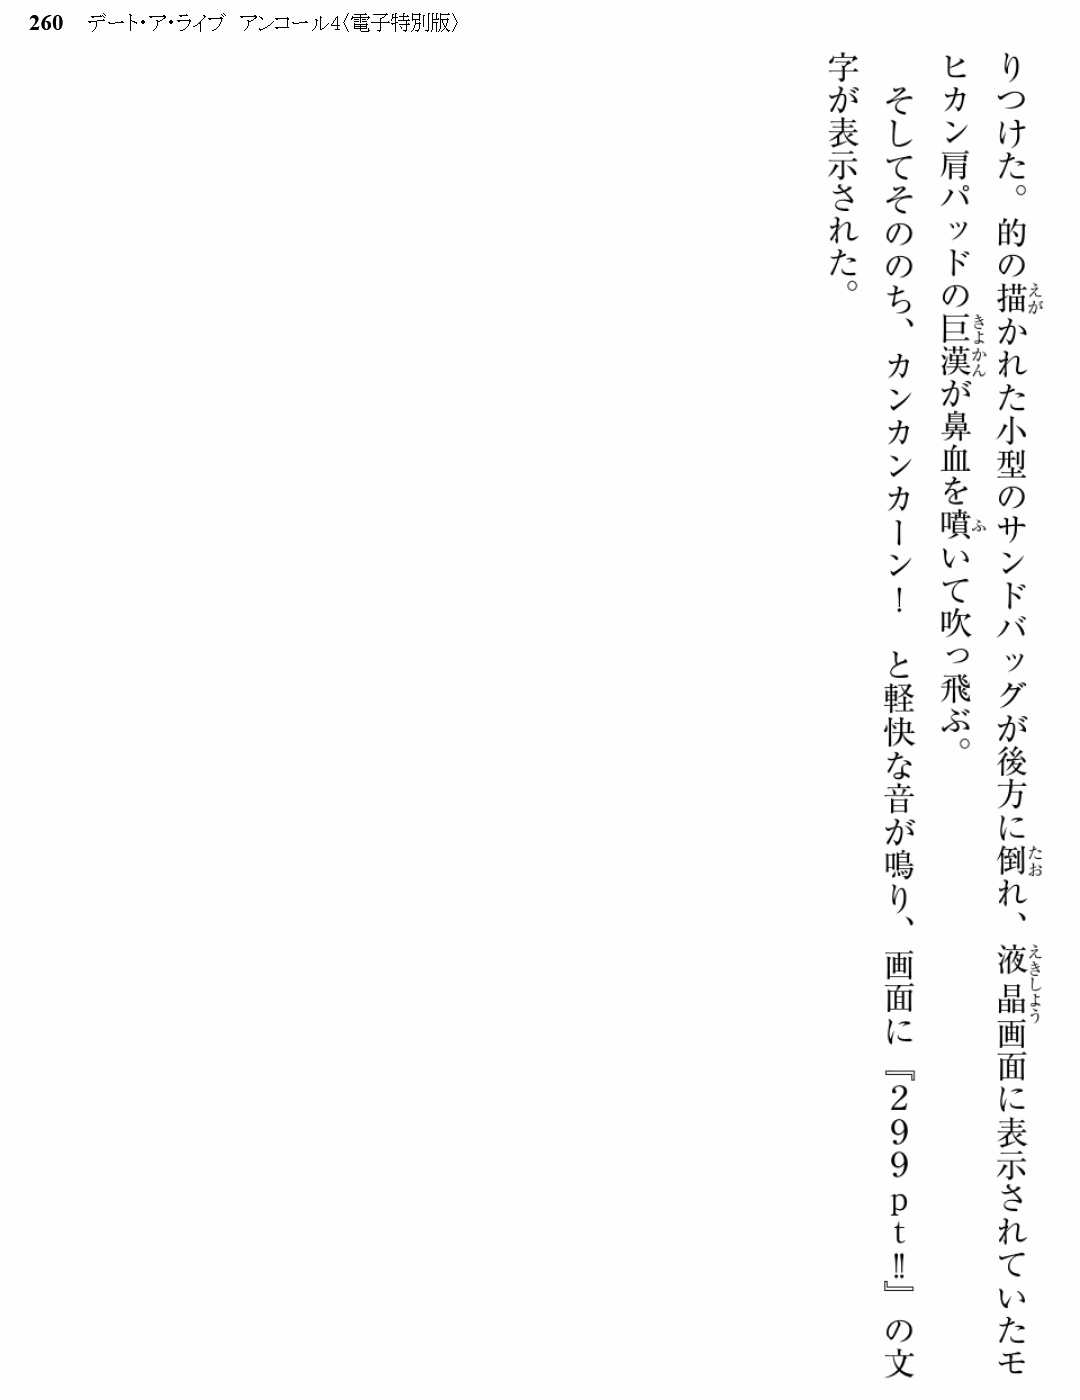 260 デート・ア・ライブ アンコール4〈電子特別版〉
りつけた。的の描かれた小型のサンドバッグが後方に倒れ、液晶画面に表示されていたモ
ヒカン肩パッドの巨漢が鼻血を噴いて吹っ飛ぶ。
　そしてそののち、カンカンカーン！　と軽快な音が鳴り、画面に『２９９ｐｔ‼』の文
字が表示された。